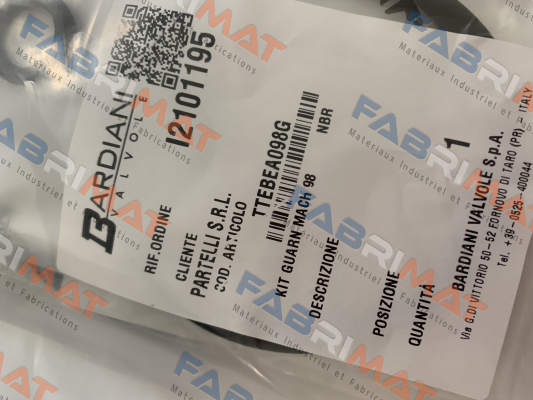 BARDIANI
VALVOLE
RIF.ORDINE
I2101195
CLIENTE
PARTELLI S.R.L.
COD. ARTICOLO
TTEBEA098G
KIT GUARN MACH 98
NBR
DESCRIZIONE
POSIZIONE
QUANTITÀ
1
BARDIANI VALVOLE S.p.A.
Via G.DI VITTORIO 50-52 FORNOVO DI TARO (PR) - ITALY
Tel. +39-0525-400044
FABRIMAT
Materiaux Industriel et Fabrications